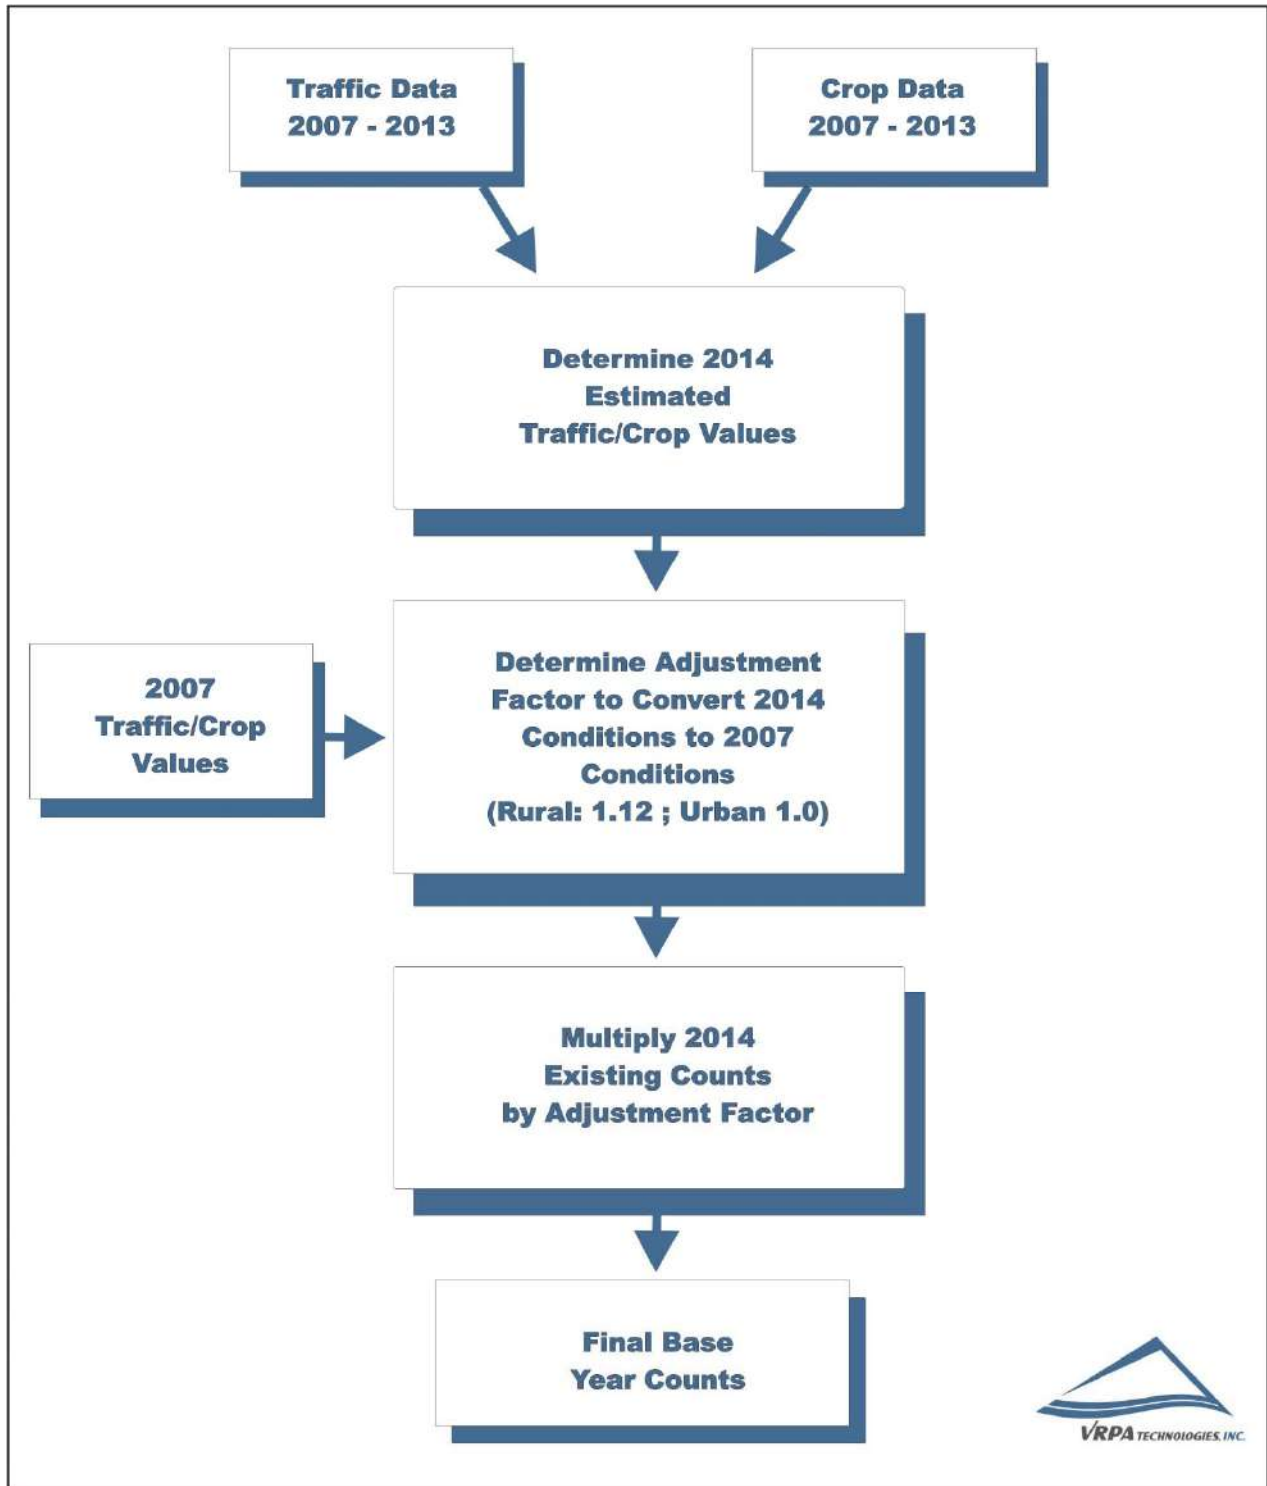 Traffic Data
2007 - 2013
Crop Data
2007 - 2013
Determine 2014
Estimated
Traffic/Crop Values
2007
Traffic/Crop
Values
Determine Adjustment
Factor to Convert 2014
Conditions to 2007
Conditions
(Rural: 1.12 ; Urban 1.0)
Multiply 2014
Existing Counts
by Adjustment Factor
Final Base
Year Counts
VRPA TECHNOLOGIES, INC.